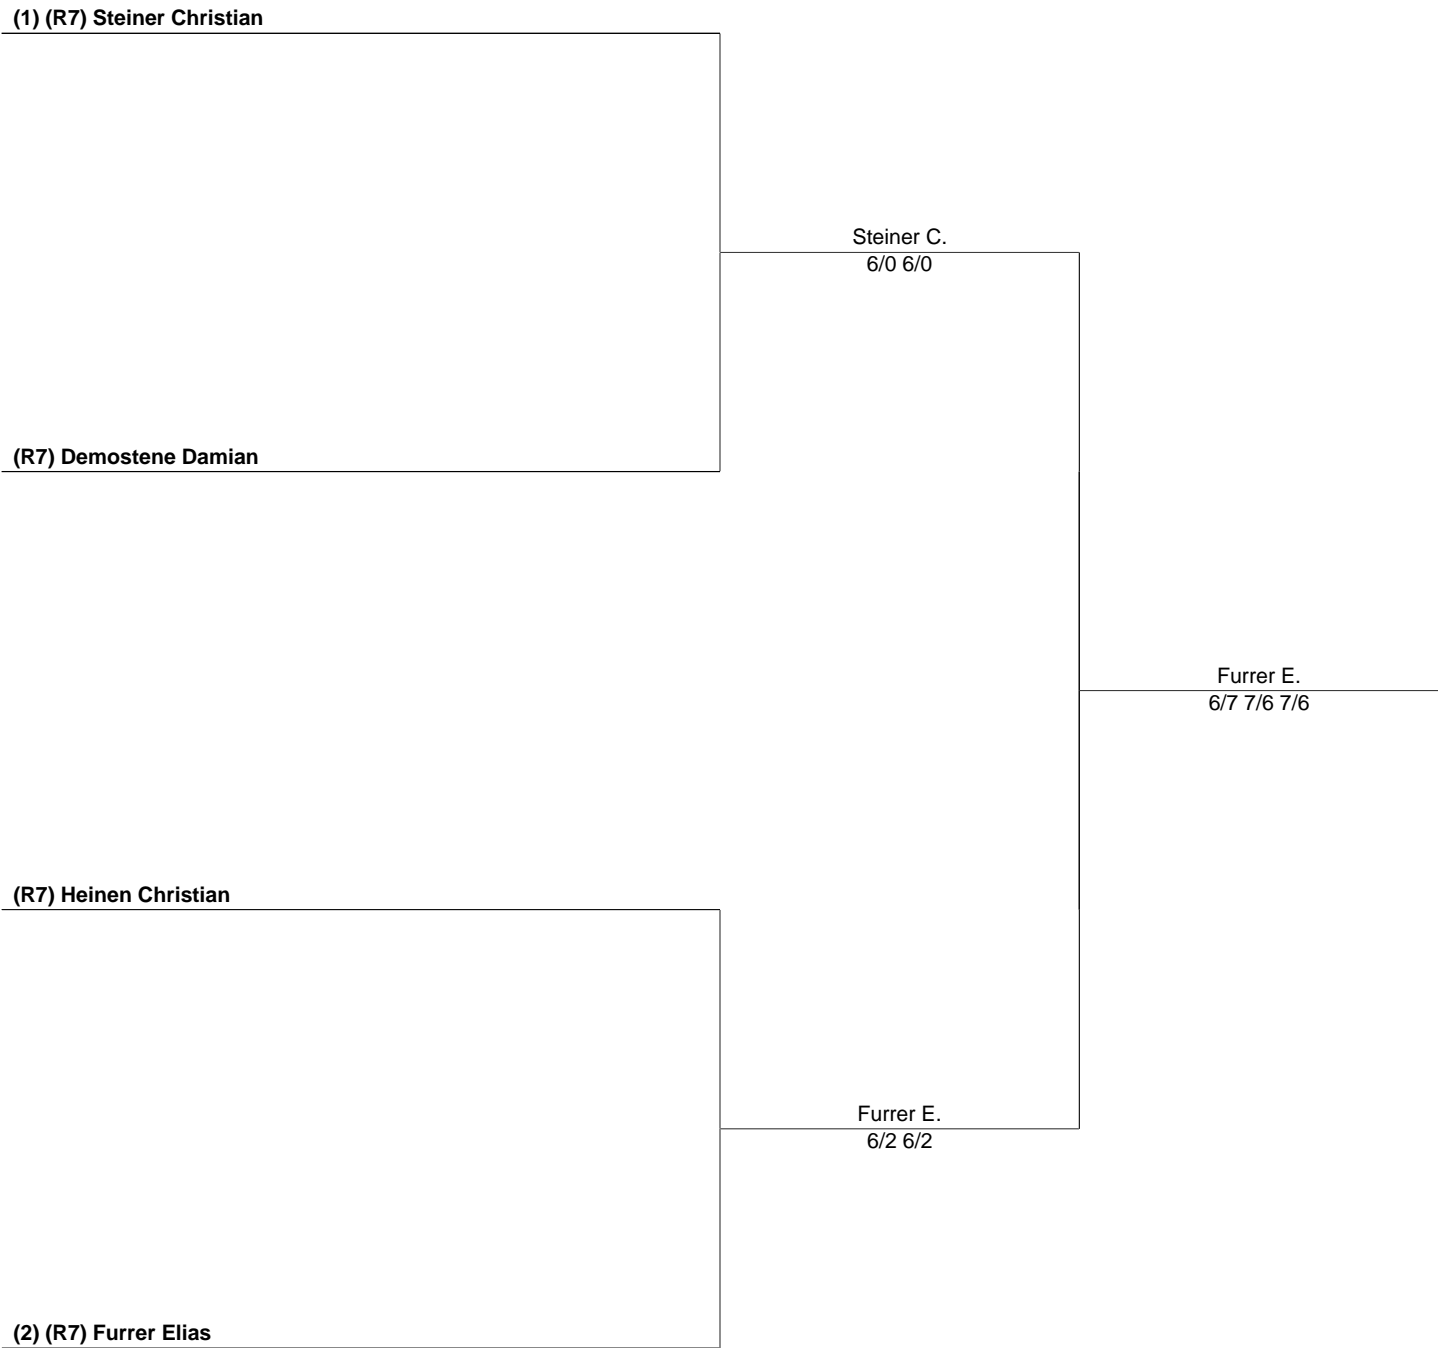 (1) (R7) Steiner Christian
Steiner C.
6/0 6/0
(R7) Demostene Damian
Furrer E.
6/7 7/6 7/6
(R7) Heinen Christian
Furrer E.
6/2 6/2
(2) (R7) Furrer Elias